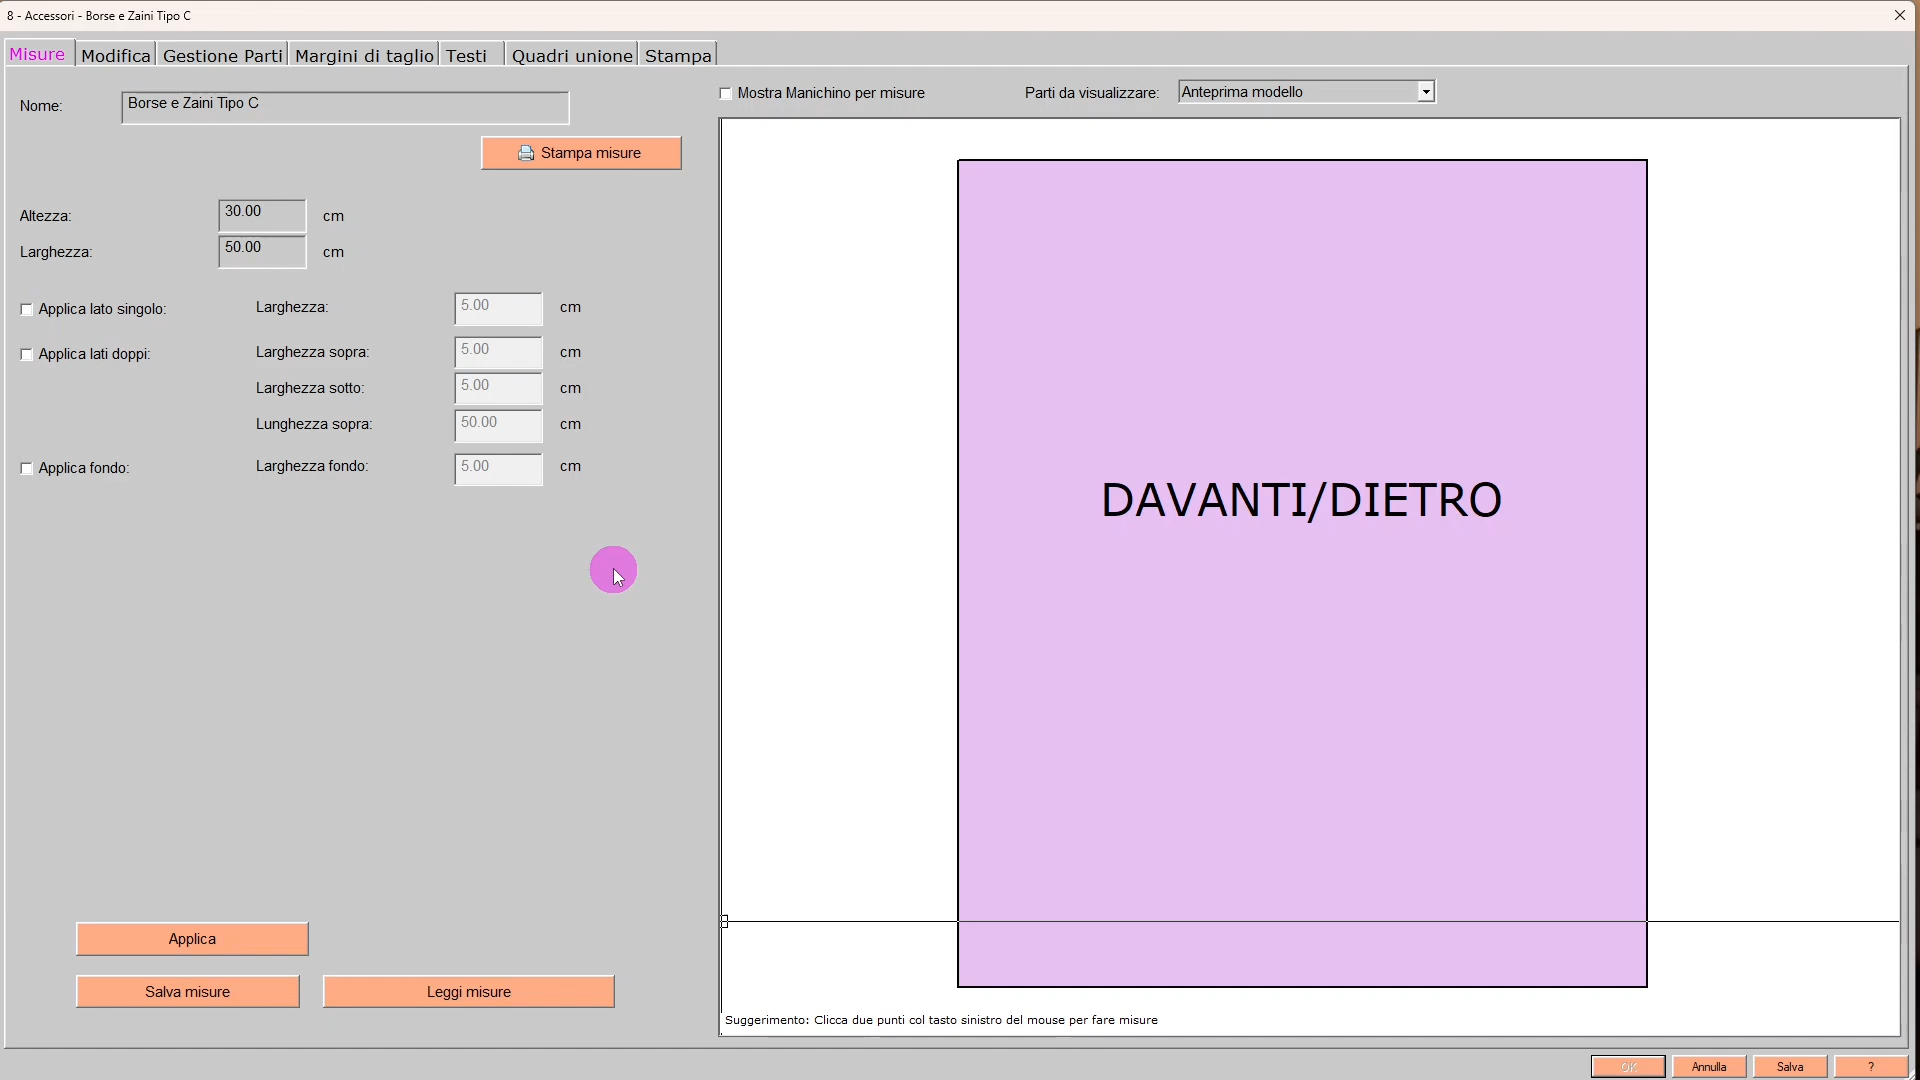 8 - Accessori - Borse e Zaini Tipo C
Misure Modifica Gestione Parti Margini di taglio Testi Quadri unione Stampa
Nome: Borse e Zaini Tipo C
Mostra Manichino per misure Parti da visualizzare: Anteprima modello
Stampa misure
Altezza: 30.00 cm
Larghezza: 50.00 cm
Applica lato singolo: Larghezza: 5.00 cm
Applica lati doppi: Larghezza sopra: 5.00 cm
Larghezza sotto: 5.00 cm
Lunghezza sopra: 50.00 cm
Applica fondo: Larghezza fondo: 5.00 cm
DAVANTI/DIETRO
Applica
Salva misure Leggi misure
Suggerimento: Clicca due punti col tasto sinistro del mouse per fare misure
OK Annulla Salva ?